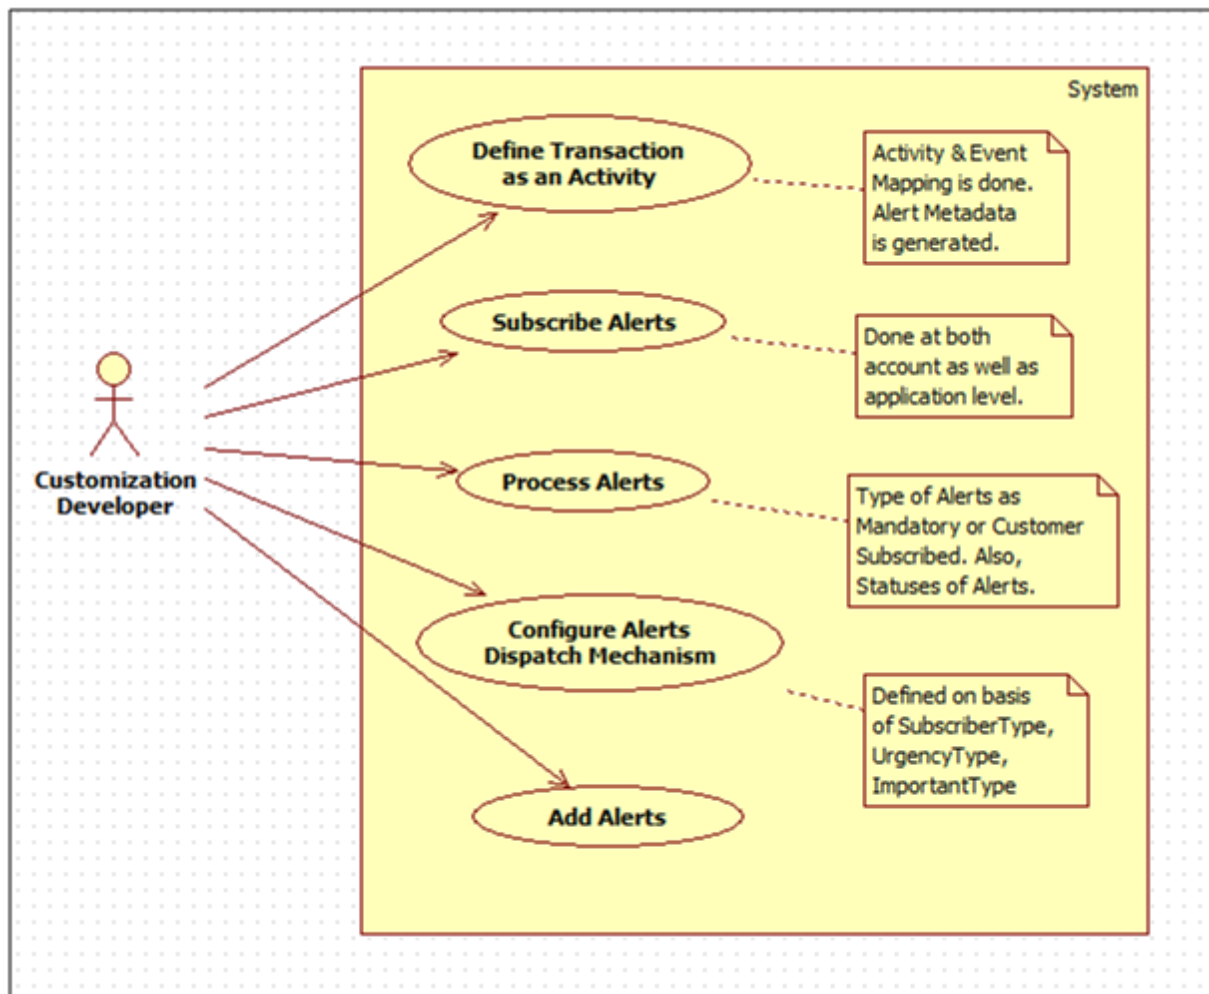 System
Define Transaction
as an Activity
Activity & Event
Mapping is done.
Alert Metadata
is generated.
Subscribe Alerts
Done at both
account as well as
application level.
Customization
Developer
Process Alerts
Type of Alerts as
Mandatory or Customer
Subscribed. Also,
Statuses of Alerts.
Configure Alerts
Dispatch Mechanism
Defined on basis
of SubscriberType,
UrgencyType,
ImportantType
Add Alerts